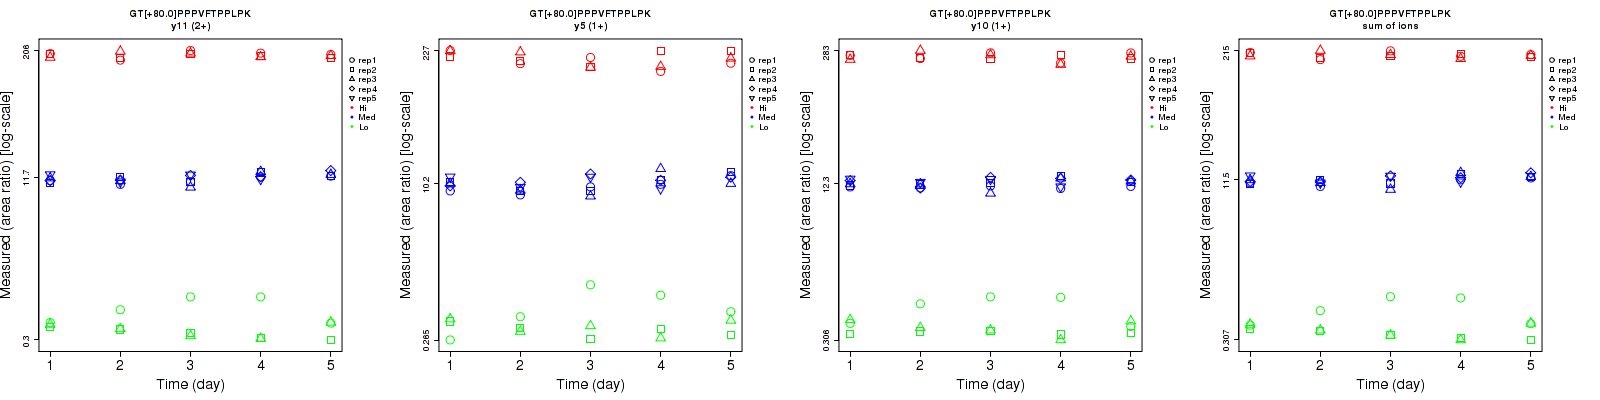 GT[+80.0]PPPVFTPPLPK
y11 (2+)
Measured (area ratio) [log-scale]
206
11.7
0.3
1 2 3 4 5
Time (day)
rep1
rep2
rep3
rep4
rep5
Hi
Med
Lo
GT[+80.0]PPPVFTPPLPK
y5 (1+)
Measured (area ratio) [log-scale]
227
10.2
0.265
1 2 3 4 5
Time (day)
rep1
rep2
rep3
rep4
rep5
Hi
Med
Lo
GT[+80.0]PPPVFTPPLPK
y10 (1+)
Measured (area ratio) [log-scale]
283
12.3
0.306
1 2 3 4 5
Time (day)
rep1
rep2
rep3
rep4
rep5
Hi
Med
Lo
GT[+80.0]PPPVFTPPLPK
sum of ions
Measured (area ratio) [log-scale]
215
11.5
0.307
1 2 3 4 5
Time (day)
rep1
rep2
rep3
rep4
rep5
Hi
Med
Lo